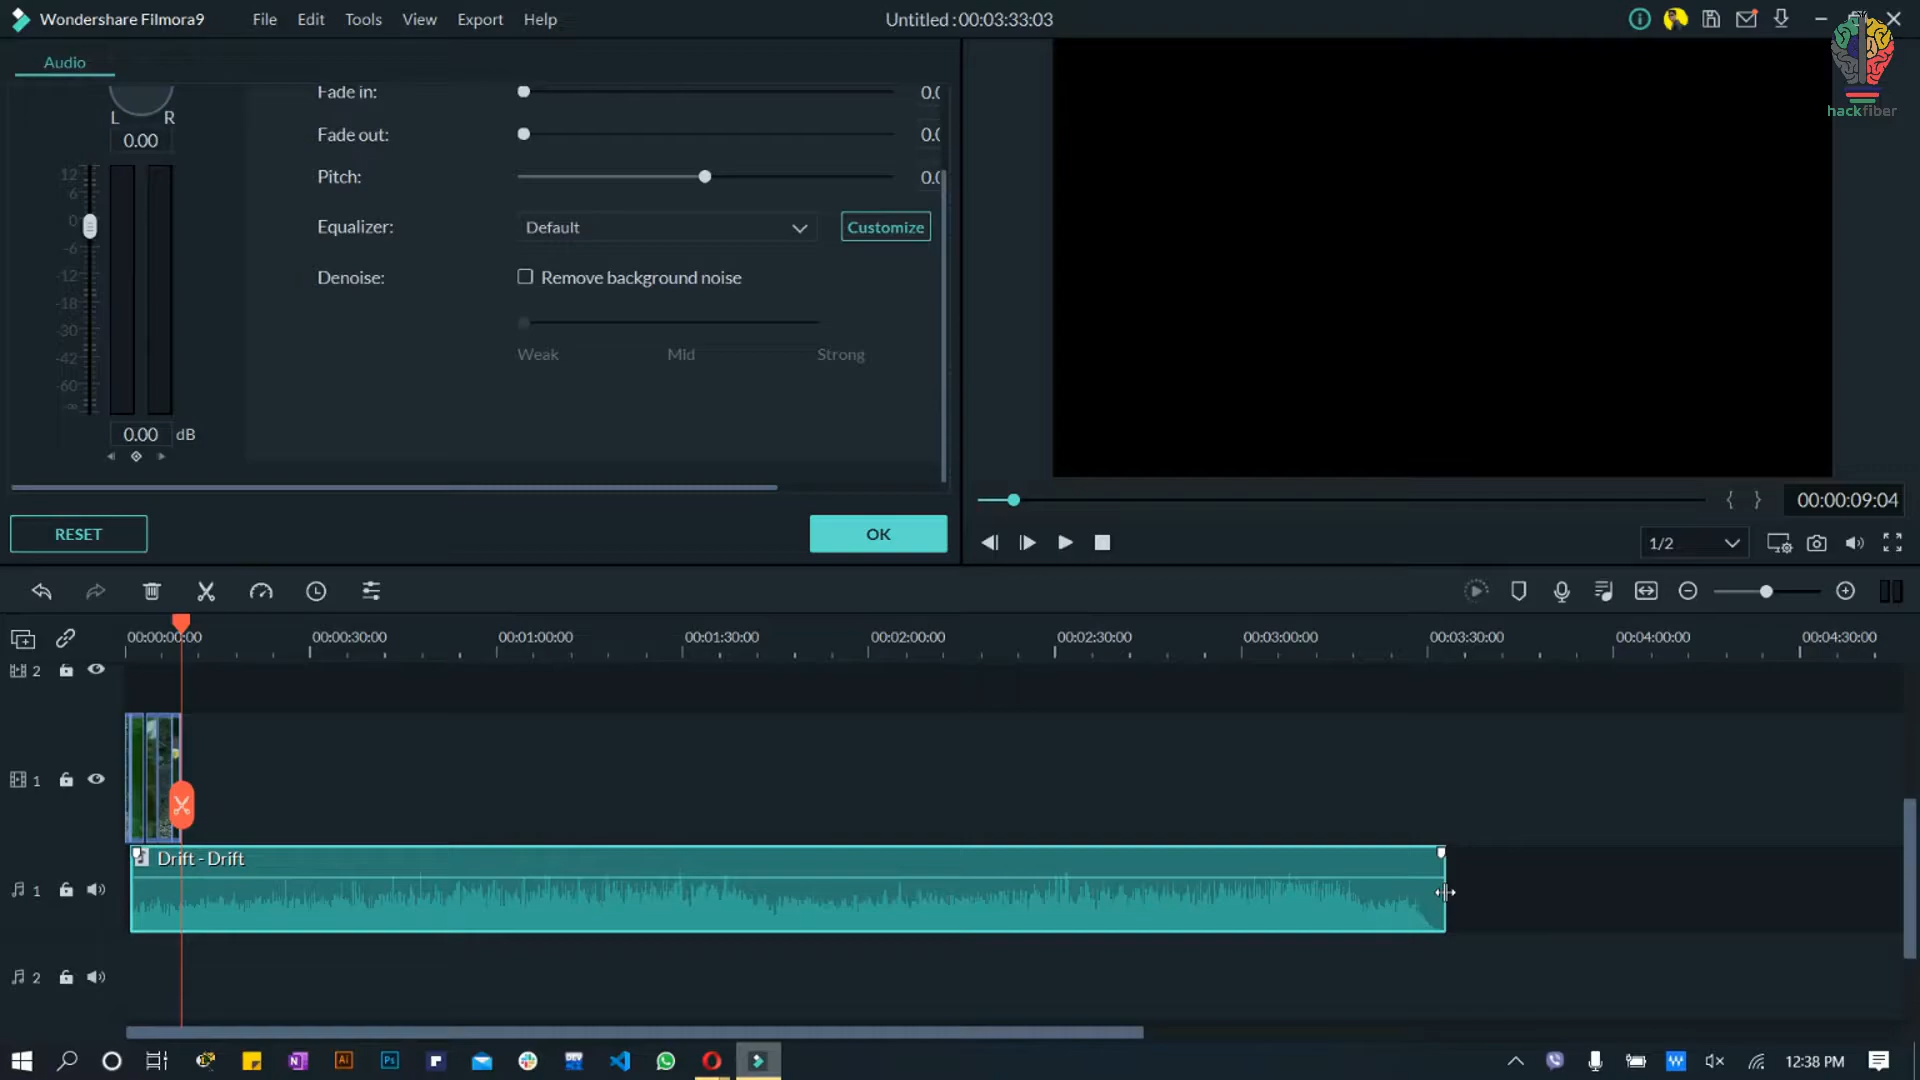 Wondershare Filmora9 File Edit Tools View Export Help Untitled : 00:03:33:03
hackfiber
Audio
L R
0.00
12
6
0
-6
-12
-18
-30
-42
-60
-∞
0.00 dB
Fade in: 0.0
Fade out: 0.0
Pitch: 0.0
Equalizer: Default Customize
Denoise: Remove background noise
Weak Mid Strong
RESET OK
{ } 00:00:09:04
1/2
00:00:00:00 00:00:30:00 00:01:00:00 00:01:30:00 00:02:00:00 00:02:30:00 00:03:00:00 00:03:30:00 00:04:00:00 00:04:30:00
2
1
Drift - Drift
1
2
Ai Ps N DEV W 12:38 PM